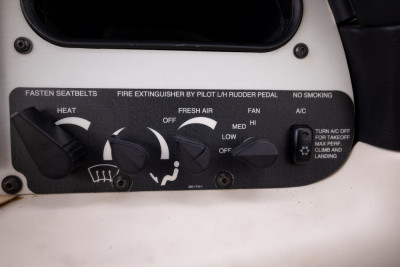 FASTEN SEATBELTS
FIRE EXTINGUISHER BY PILOT L/H RUDDER PEDAL
NO SMOKING
HEAT
FRESH AIR
FAN
A/C
OFF
MED
HI
LOW
OFF
TURN A/C OFF
FOR TAKEOFF
MAX PERF.
CLIMB AND
LANDING